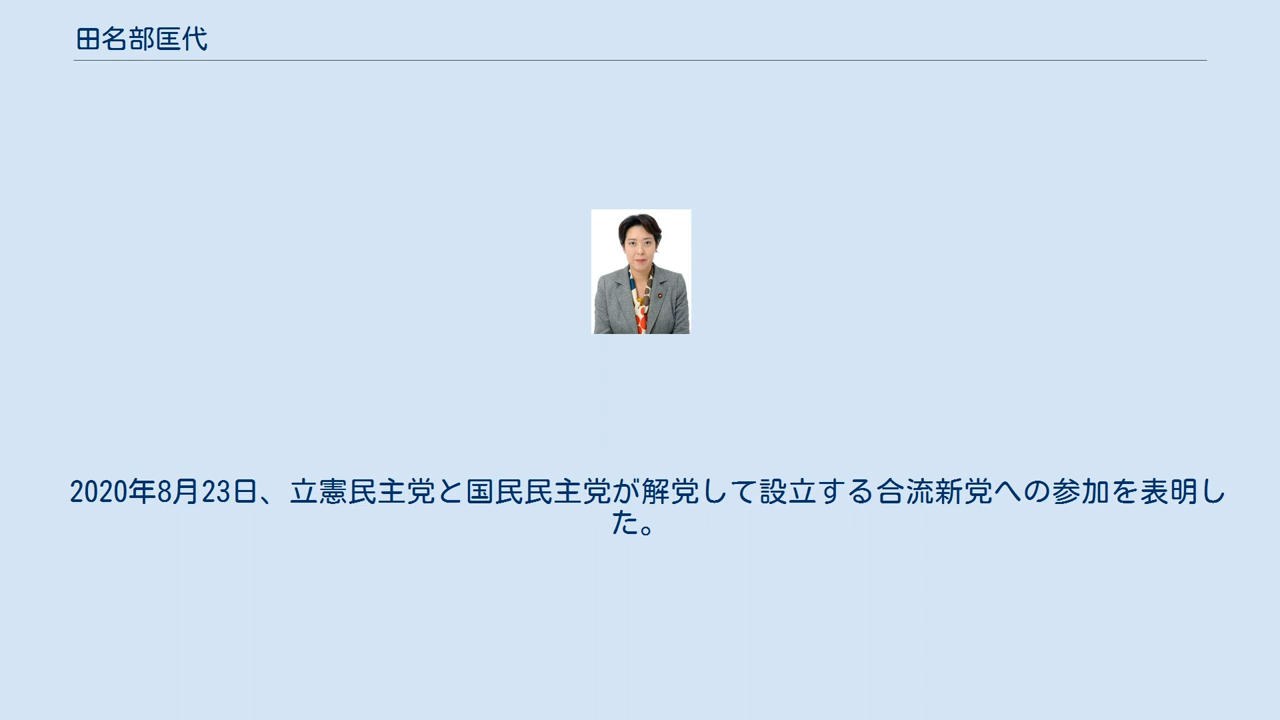 田名部匡代
2020年8月23日、立憲民主党と国民民主党が解党して設立する合流新党への参加を表明し
た。